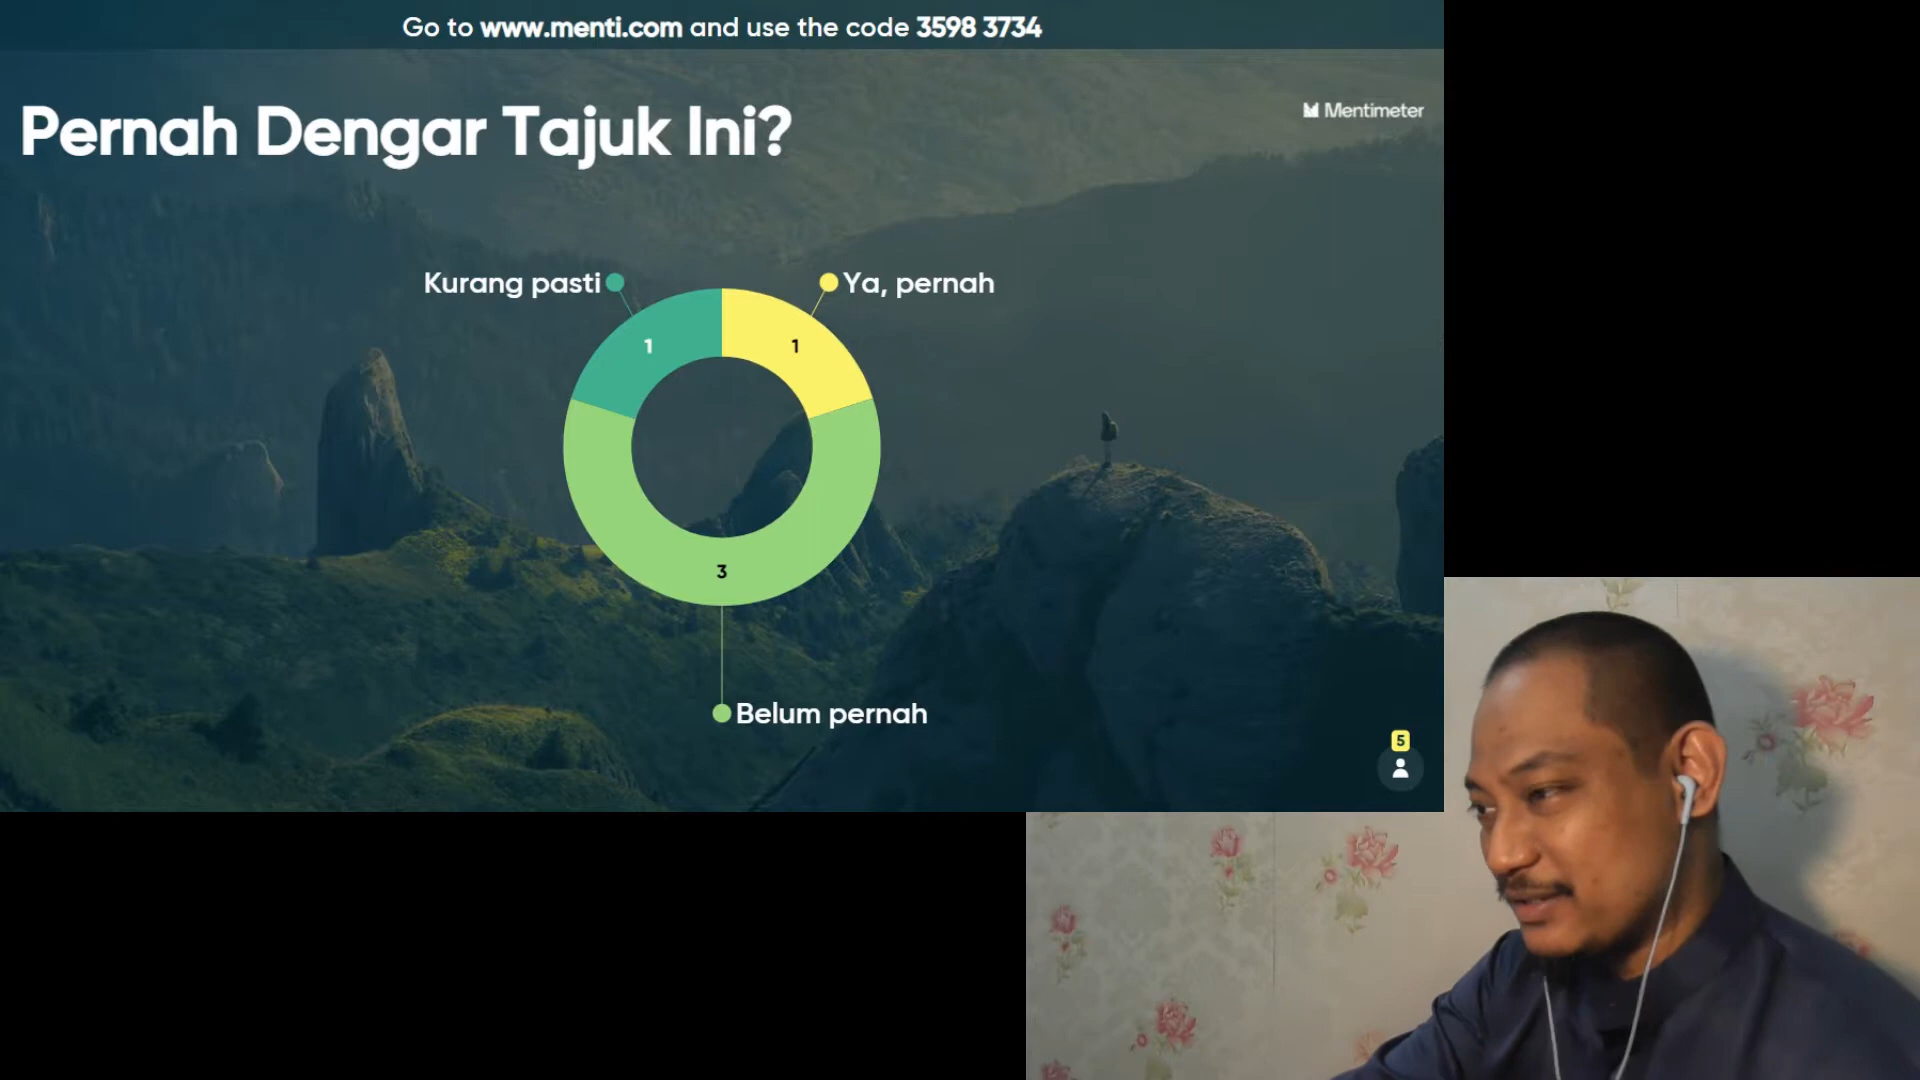 Go to www.menti.com and use the code 3598 3734
Pernah Dengar Tajuk Ini?
Mentimeter
Kurang pasti
Ya, pernah
1
1
3
Belum pernah
5